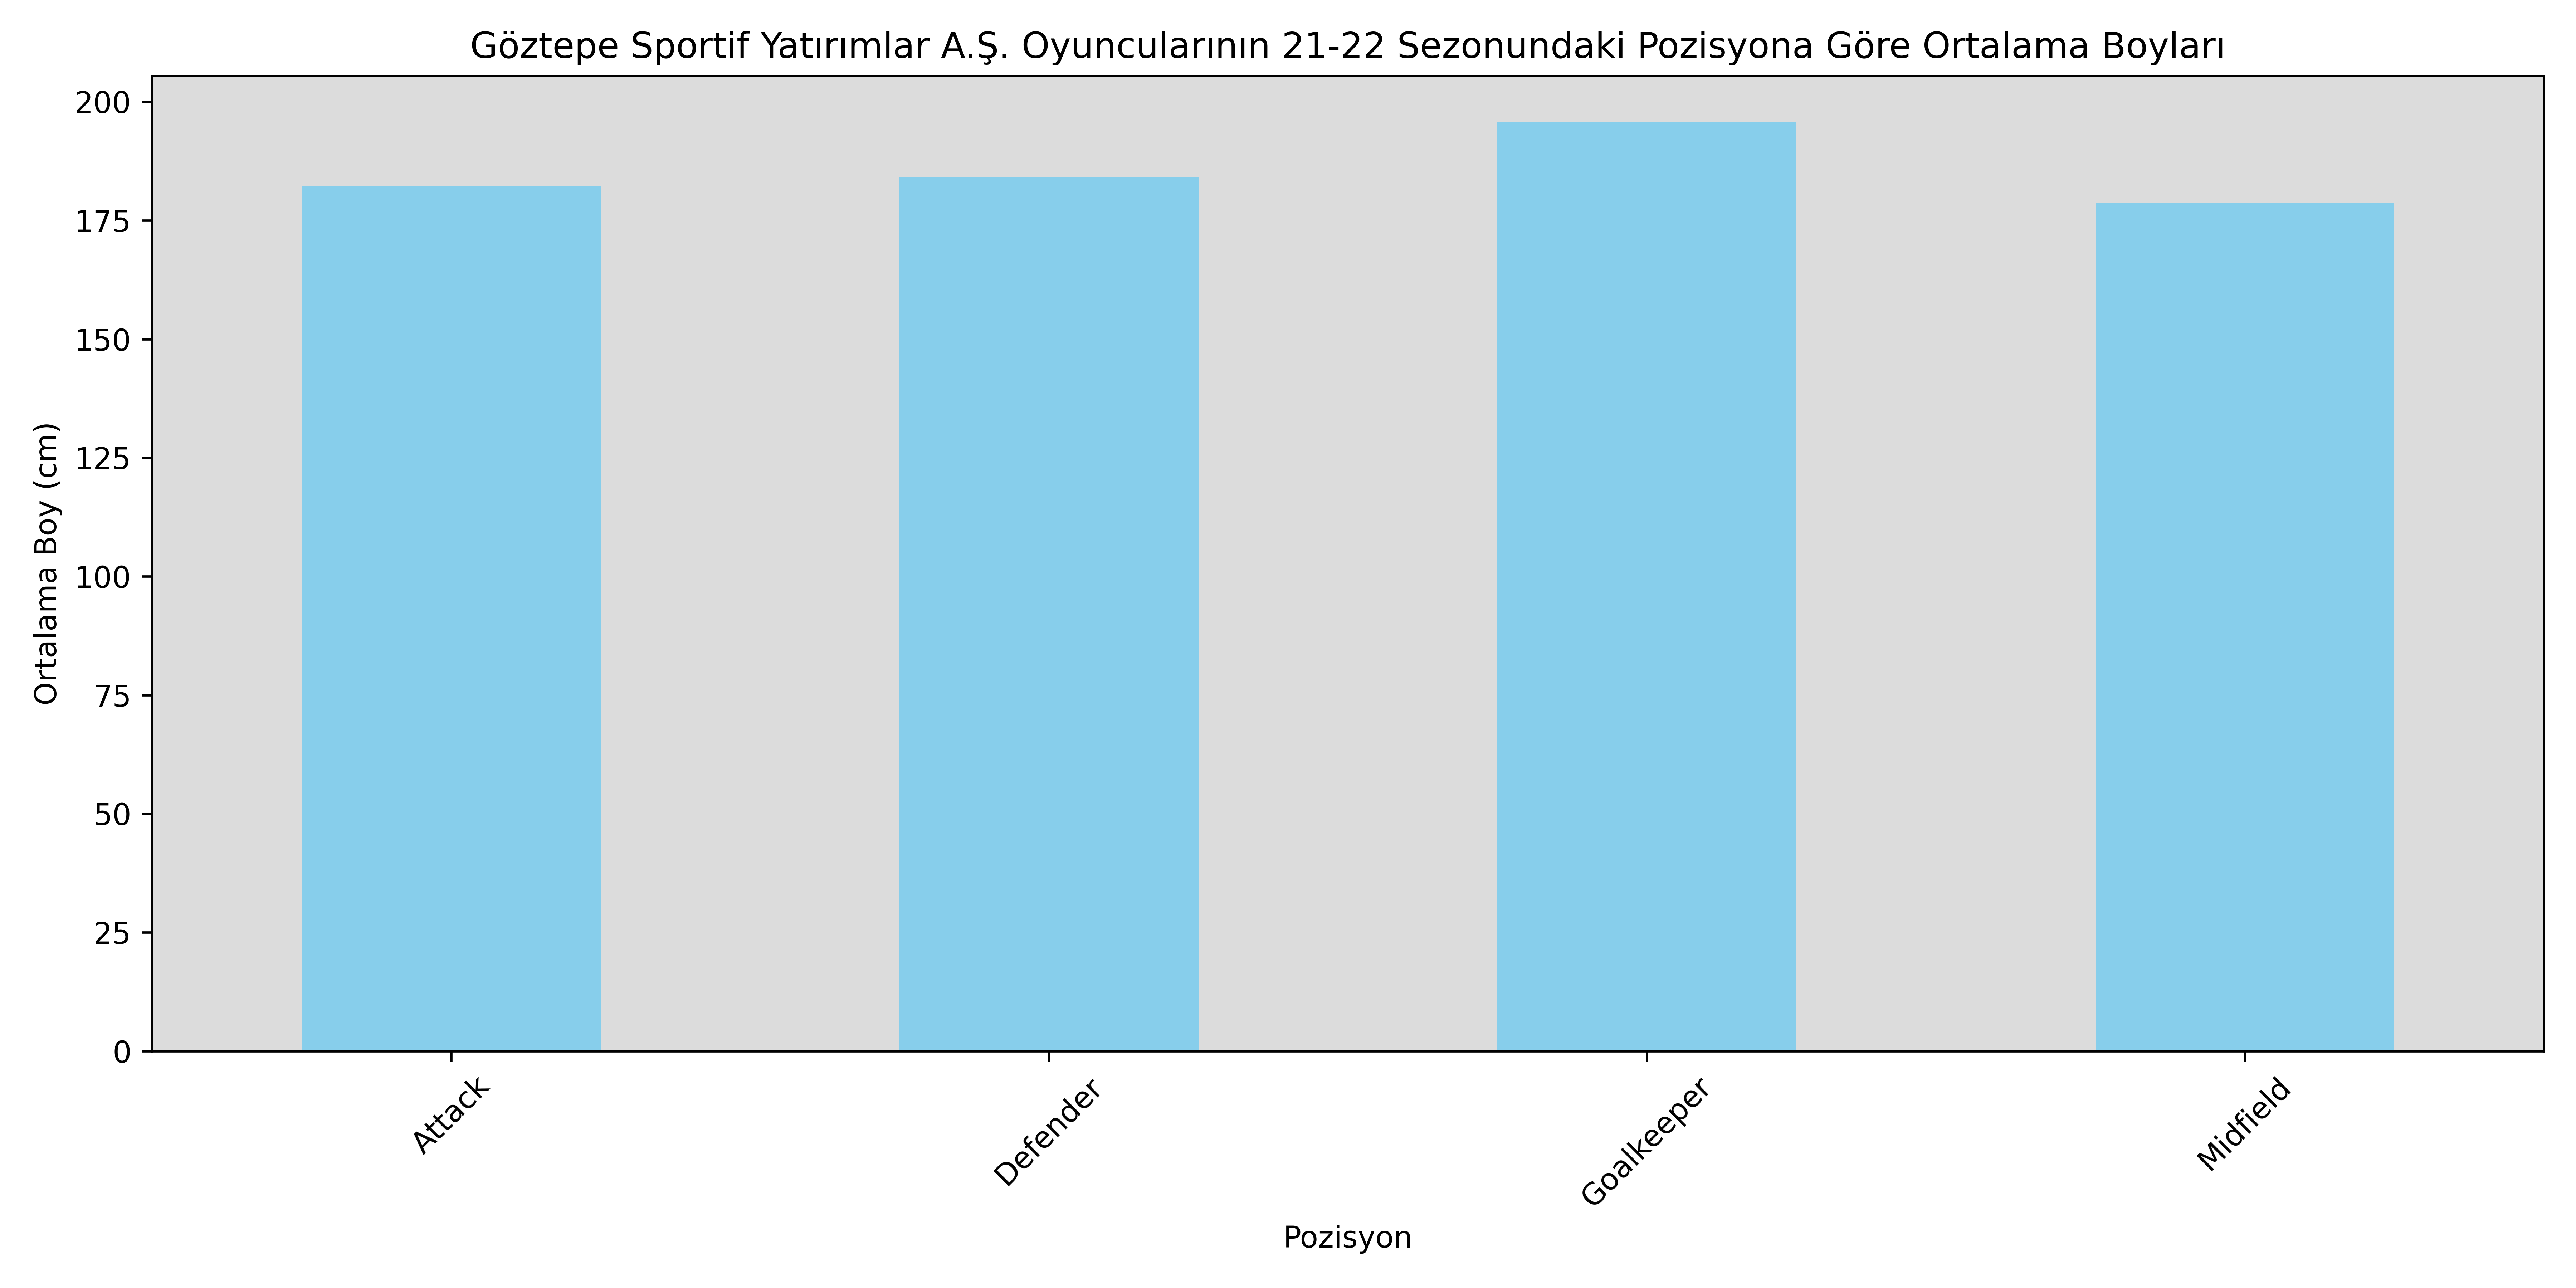 Göztepe Sportif Yatırımlar A.Ş. Oyuncularının 21-22 Sezonundaki Pozisyona Göre Ortalama Boyları
Ortalama Boy (cm)
200
175
150
125
100
75
50
25
0
Attack
Defender
Goalkeeper
Midfield
Pozisyon